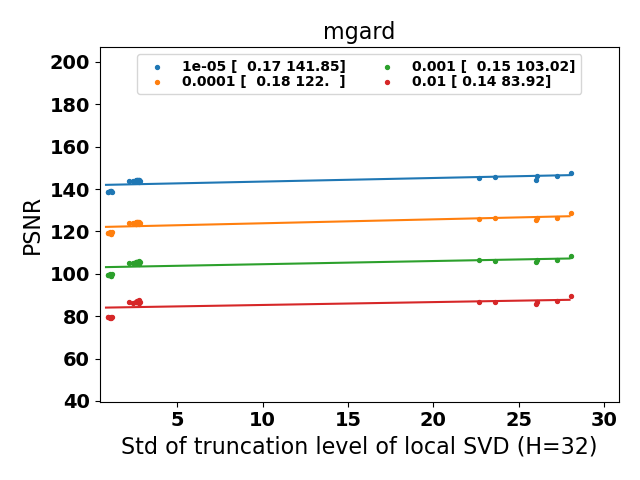 mgard
1e-05 [  0.17 141.85]
0.001 [  0.15 103.02]
0.0001 [  0.18 122.  ]
0.01 [ 0.14 83.92]
PSNR
200
180
160
140
120
100
80
60
40
5 10 15 20 25 30
Std of truncation level of local SVD (H=32)